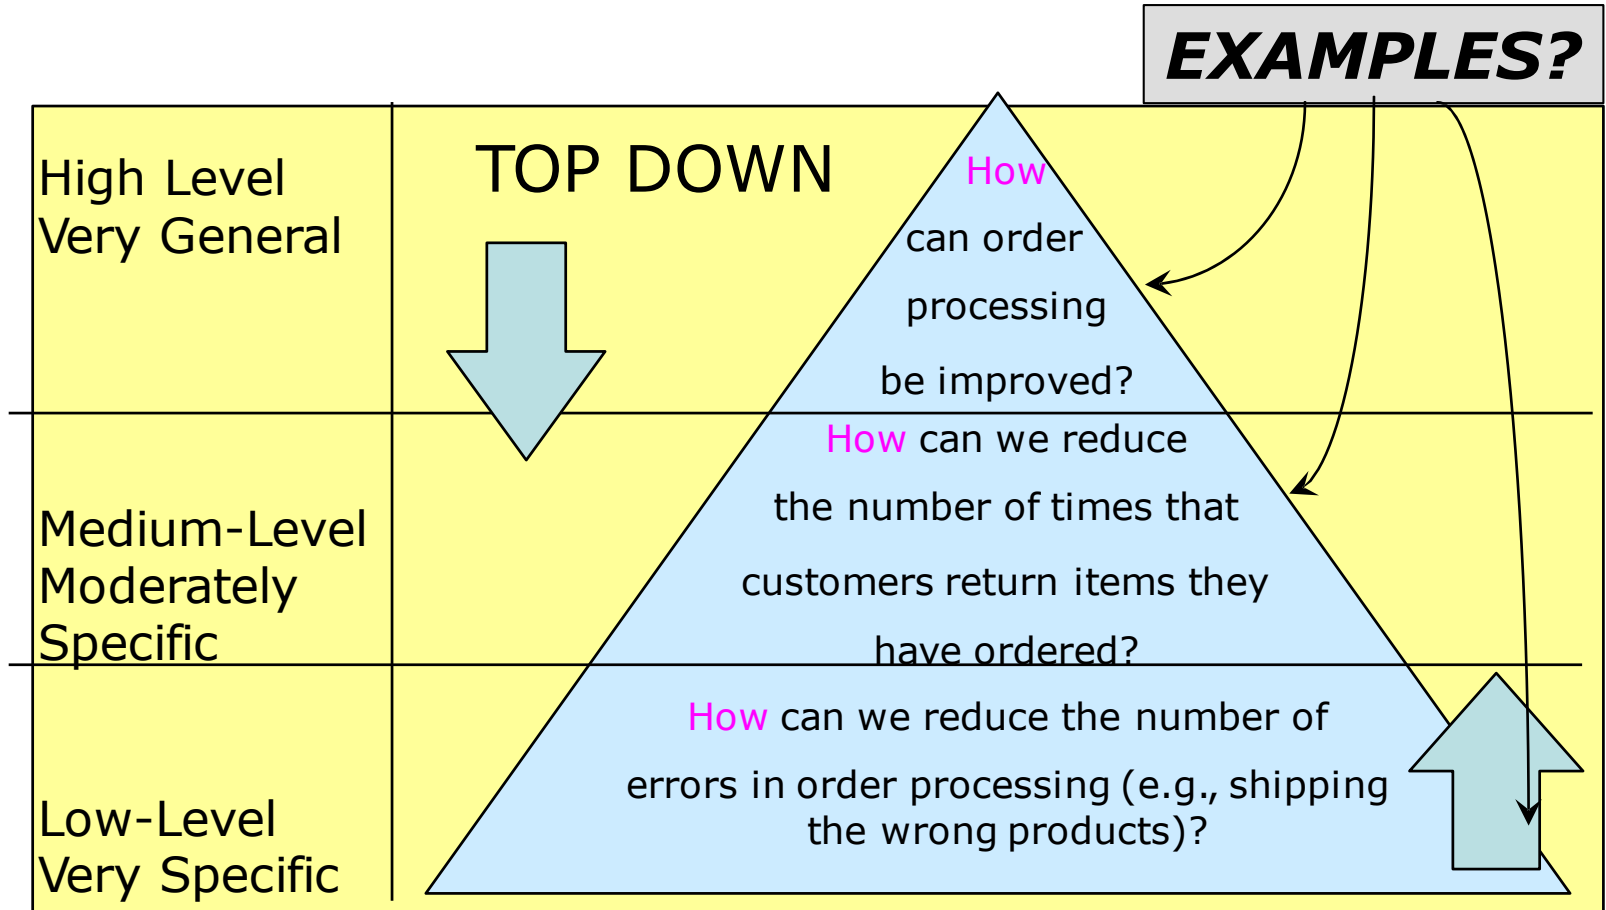 EXAMPLES?
High Level
Very General
TOP DOWN
How
can order
processing
be improved?
Medium-Level
Moderately
Specific
How can we reduce
the number of times that
customers return items they
have ordered?
Low-Level
Very Specific
How can we reduce the number of
errors in order processing (e.g., shipping
the wrong products)?